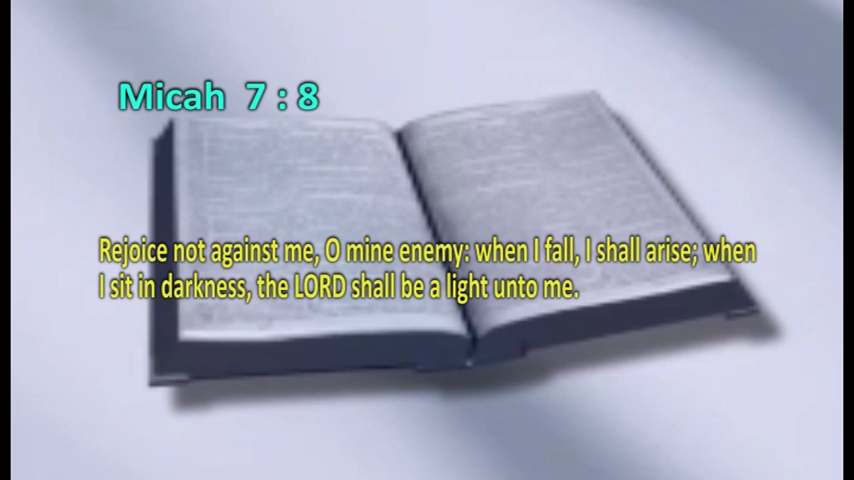 Micah 7 : 8
Rejoice not against me, O mine enemy: when I fall, I shall arise; when
I sit in darkness, the LORD shall be a light unto me.